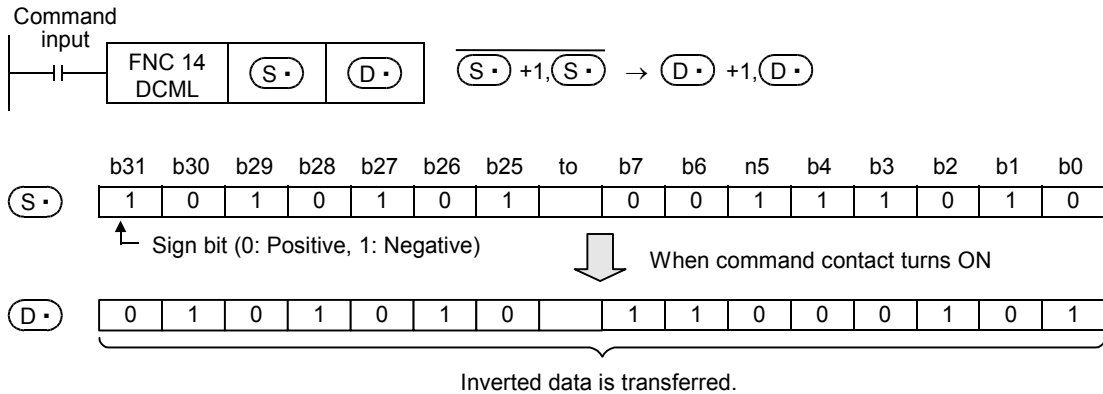 Command
input
FNC 14
DCML
S· D· S· +1,S· → D· +1,D·
b31 b30 b29 b28 b27 b26 b25 to b7 b6 n5 b4 b3 b2 b1 b0
S· 1 0 1 0 1 0 1 0 0 1 1 1 0 1 0
Sign bit (0: Positive, 1: Negative)
When command contact turns ON
D· 0 1 0 1 0 1 0 1 1 0 0 0 1 0 1
Inverted data is transferred.